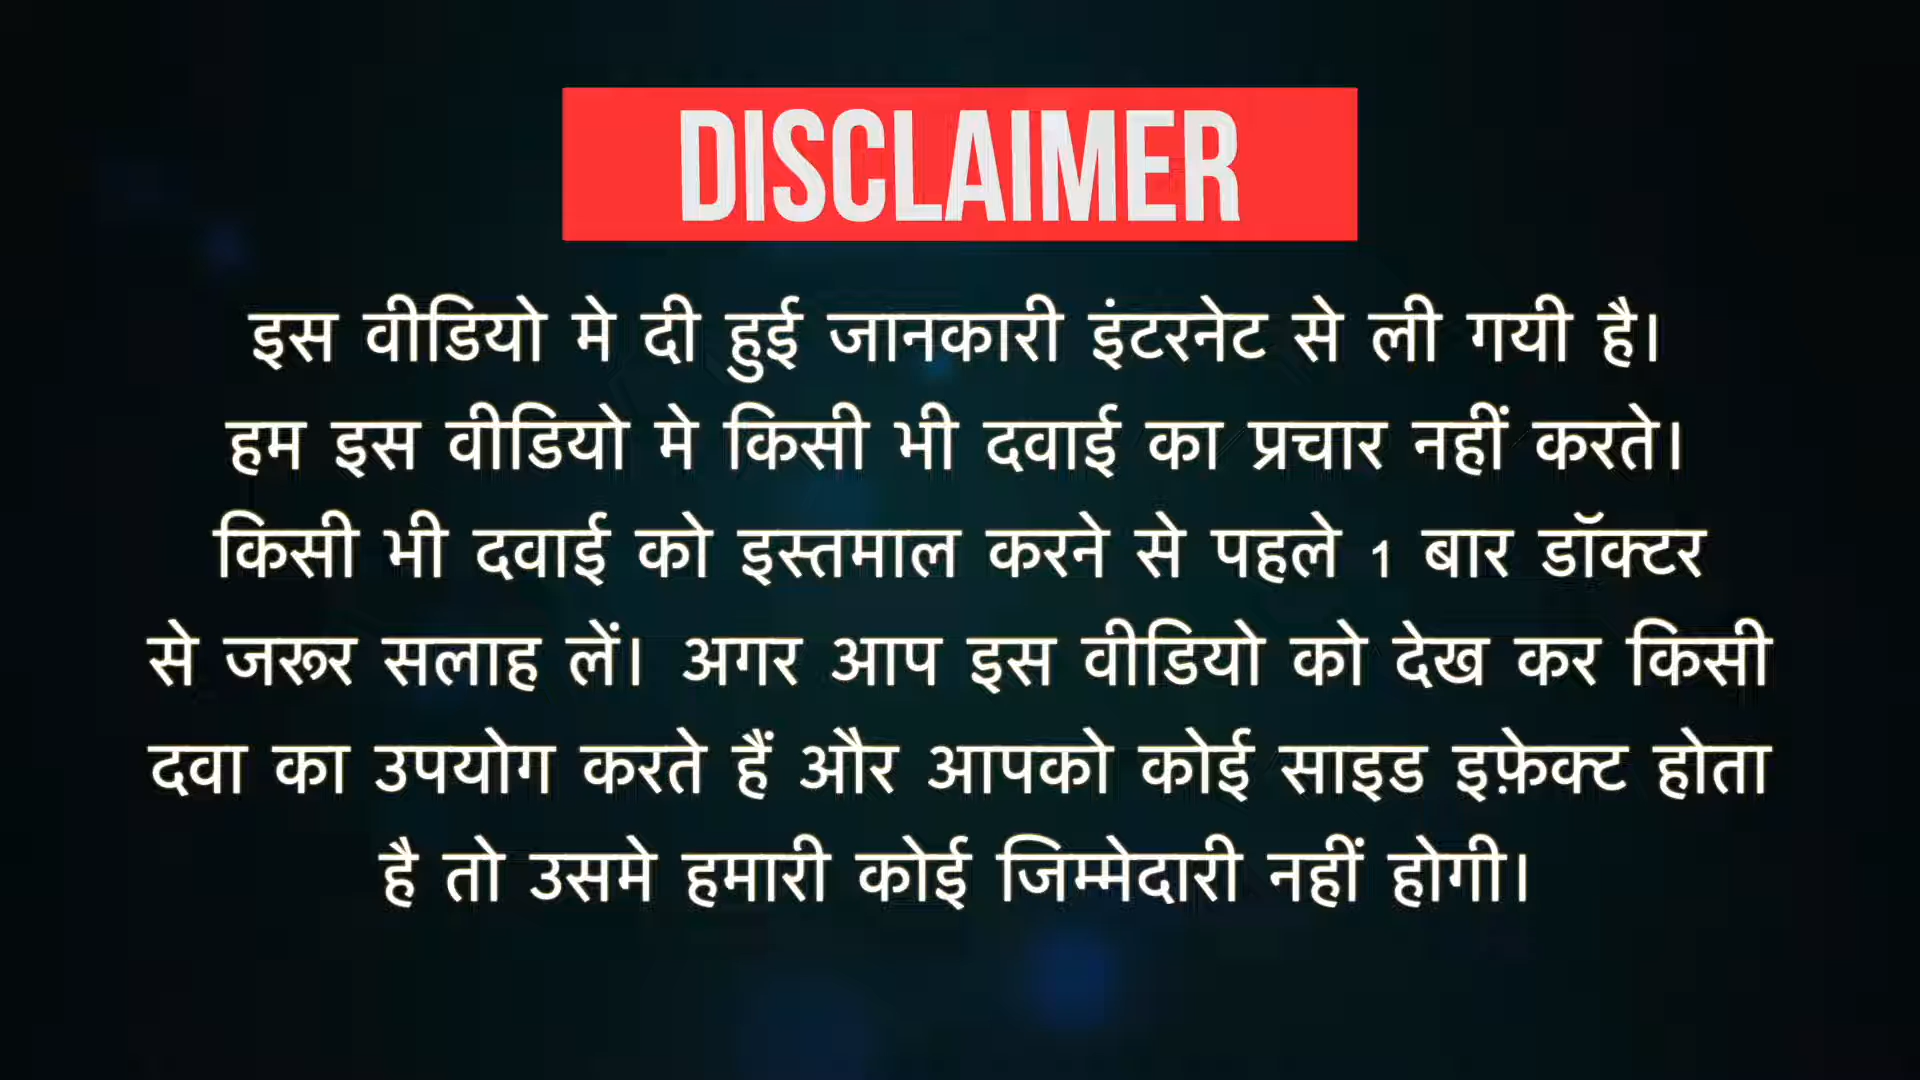 DISCLAIMER
इस वीडियो मे दी हुई जानकारी इंटरनेट से ली गयी है।
हम इस वीडियो मे किसी भी दवाई का प्रचार नहीं करते।
किसी भी दवाई को इस्तमाल करने से पहले 1 बार डॉक्टर
से जरूर सलाह लें। अगर आप इस वीडियो को देख कर किसी
दवा का उपयोग करते हैं और आपको कोई साइड इफ़ेक्ट होता
है तो उसमे हमारी कोई जिम्मेदारी नहीं होगी।